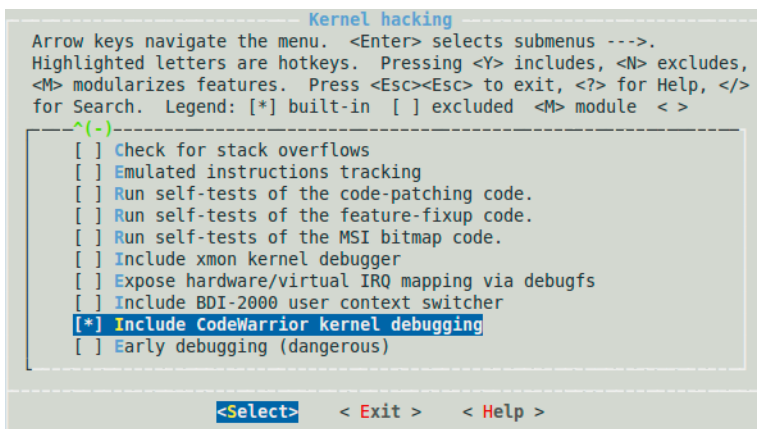 Kernel hacking
Arrow keys navigate the menu.  <Enter> selects submenus --->.
Highlighted letters are hotkeys.  Pressing <Y> includes, <N> excludes,
<M> modularizes features.  Press <Esc><Esc> to exit, <?> for Help, </>
for Search.  Legend: [*] built-in  [ ] excluded  <M> module  < >
^(-)
[ ] Check for stack overflows
[ ] Emulated instructions tracking
[ ] Run self-tests of the code-patching code.
[ ] Run self-tests of the feature-fixup code.
[ ] Run self-tests of the MSI bitmap code.
[ ] Include xmon kernel debugger
[ ] Expose hardware/virtual IRQ mapping via debugfs
[ ] Include BDI-2000 user context switcher
[*] Include CodeWarrior kernel debugging
[ ] Early debugging (dangerous)
<Select>    < Exit >    < Help >